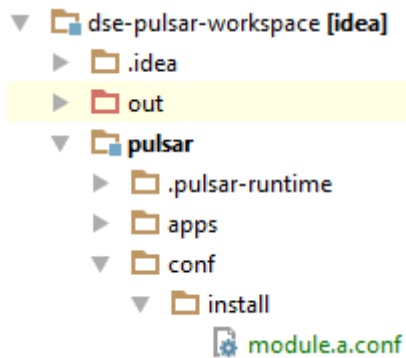 dse-pulsar-workspace [idea]
.idea
out
pulsar
.pulsar-runtime
apps
conf
install
module.a.conf